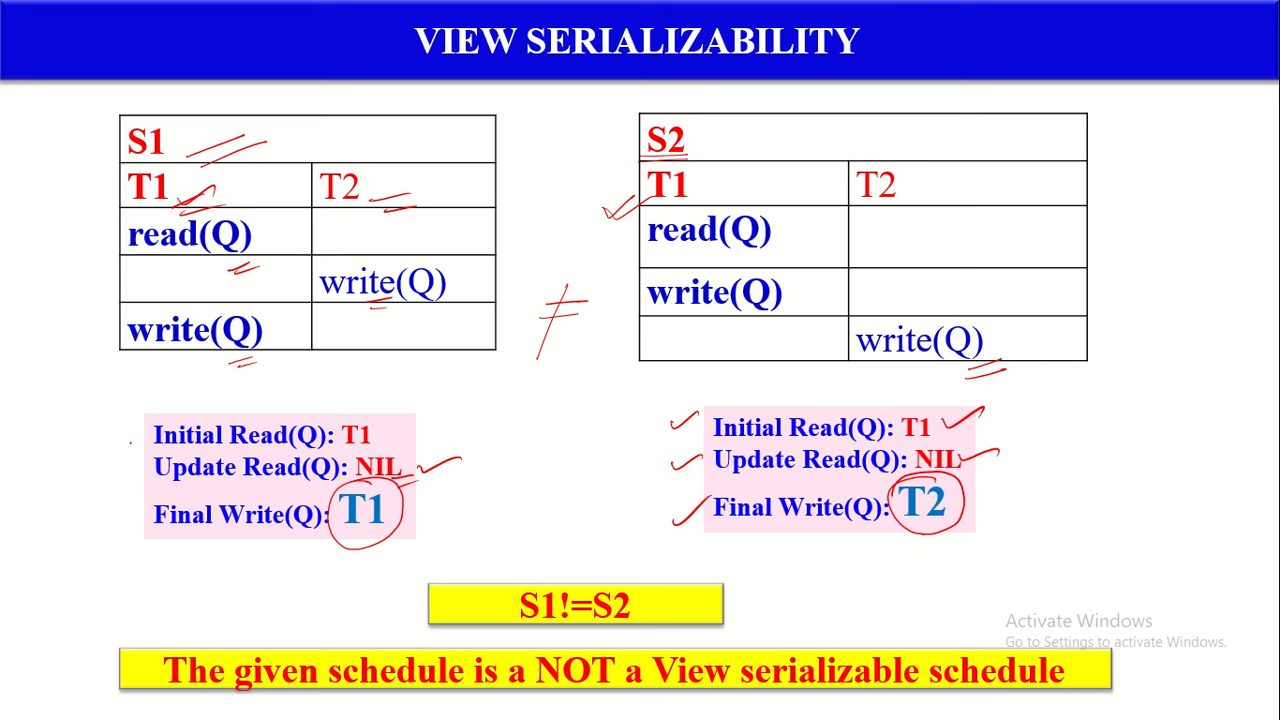 VIEW SERIALIZABILITY
S1
T1 T2
read(Q)
write(Q)
write(Q)
S2
T1 T2
read(Q)
write(Q)
write(Q)
≠
Initial Read(Q): T1
Update Read(Q): NIL
Final Write(Q): T1
Initial Read(Q): T1
Update Read(Q): NIL
Final Write(Q): T2
S1!=S2
Activate Windows
Go to Settings to activate Windows.
The given schedule is a NOT a View serializable schedule